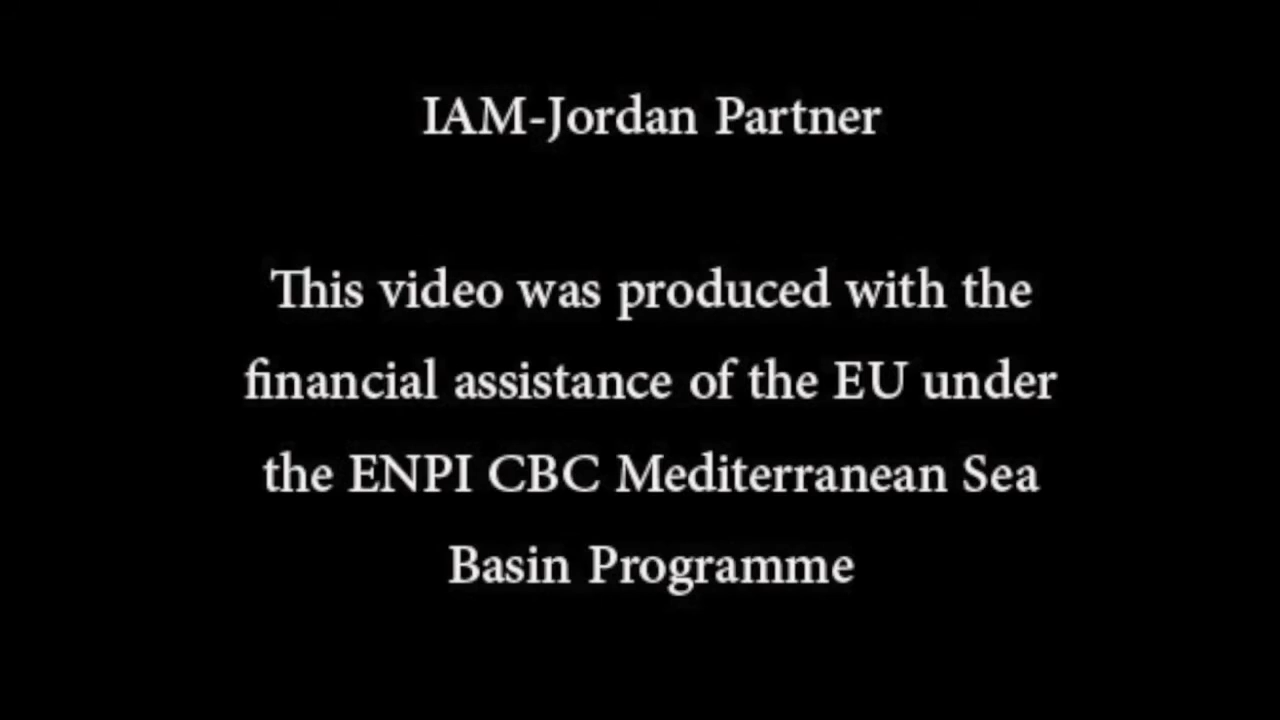 IAM-Jordan Partner
This video was produced with the
financial assistance of the EU under
the ENPI CBC Mediterranean Sea
Basin Programme